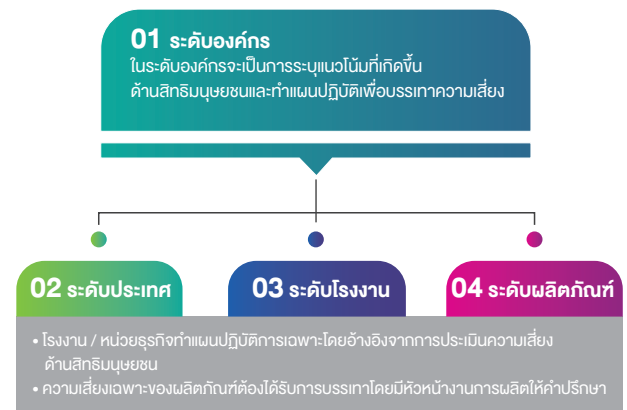 01 ระดับองค์กร
ในระดับองค์กรจะเป็นการระบุแนวโน้มที่เกิดขึ้น
ด้านสิทธิมนุษยชนและทำแผนปฏิบัติเพื่อบรรเทาความเสี่ยง
02 ระดับประเทศ
03 ระดับโรงงาน
04 ระดับผลิตภัณฑ์
• โรงงาน / หน่วยธุรกิจทำแผนปฏิบัติการเฉพาะโดยอ้างอิงจากการประเมินความเสี่ยง
ด้านสิทธิมนุษยชน
• ความเสี่ยงเฉพาะของผลิตภัณฑ์ต้องได้รับการบรรเทาโดยมีหัวหน้างานการผลิตให้คำปรึกษา